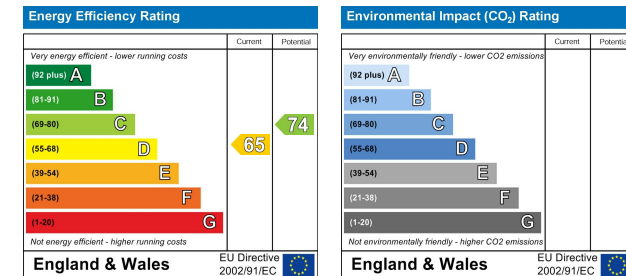 Energy Efficiency Rating
Current Potential
Very energy efficient - lower running costs
(92 plus) A
(81-91) B
(69-80) C
74
(55-68) D
65
(39-54) E
(21-38) F
(1-20) G
Not energy efficient - higher running costs
England & Wales
EU Directive
2002/91/EC
Environmental Impact (CO2) Rating
Current
Very environmentally friendly - lower CO2 emissions
(92 plus) A
(81-91) B
(69-80) C
(55-68) D
(39-54) E
(21-38) F
(1-20) G
Not environmentally friendly - higher CO2 emissions
England & Wales
EU Directive
2002/91/EC